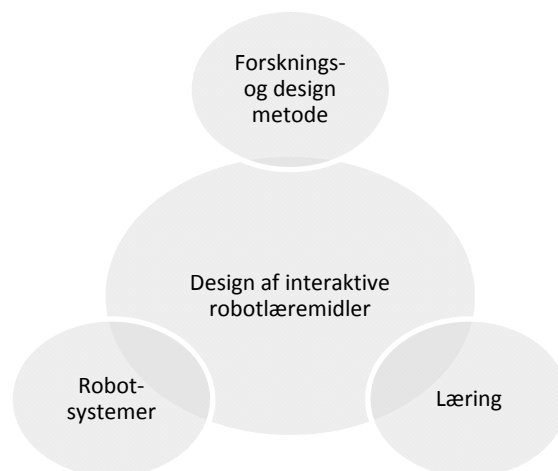 Forsknings-
og design
metode
Design af interaktive
robotlæremidler
Robot-
systemer
Læring